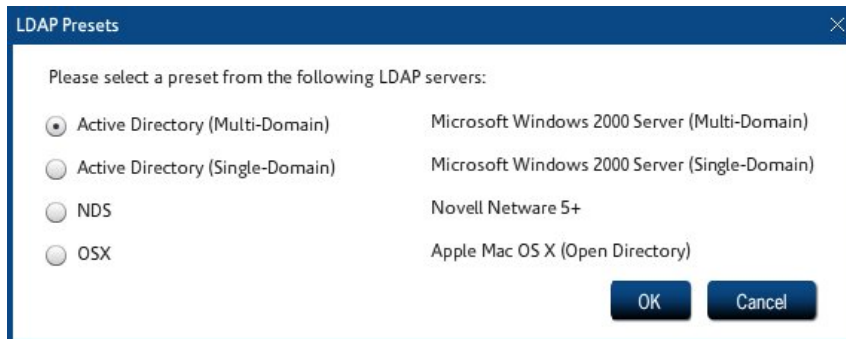 LDAP Presets
Please select a preset from the following LDAP servers:
Active Directory (Multi-Domain) Microsoft Windows 2000 Server (Multi-Domain)
Active Directory (Single-Domain) Microsoft Windows 2000 Server (Single-Domain)
NDS Novell Netware 5+
OSX Apple Mac OS X (Open Directory)
OK Cancel